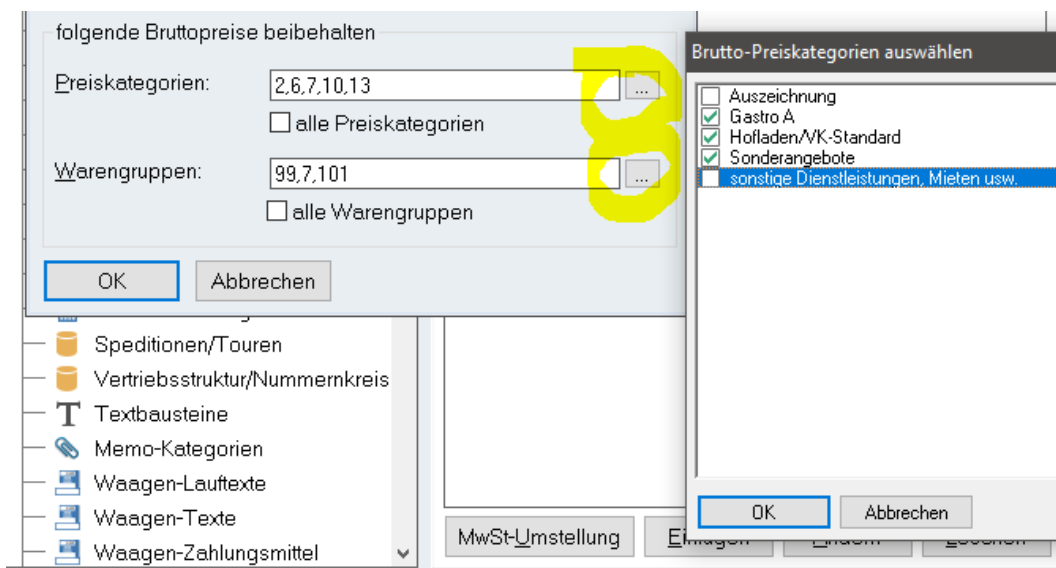 folgende Bruttopreise beibehalten
Preiskategorien:
2,6,7,10,13
...
alle Preiskategorien
Warengruppen:
99,7,101
...
alle Warengruppen
OK
Abbrechen
Speditionen/Touren
Vertriebsstruktur/Nummernkreis
Textbausteine
Memo-Kategorien
Waagen-Lauftexte
Waagen-Texte
Waagen-Zahlungsmittel
MwSt-Umstellung
Brutto-Preiskategorien auswählen
Auszeichnung
Gastro A
Hofladen/VK-Standard
Sonderangebote
sonstige Dienstleistungen, Mieten usw.
OK
Abbrechen